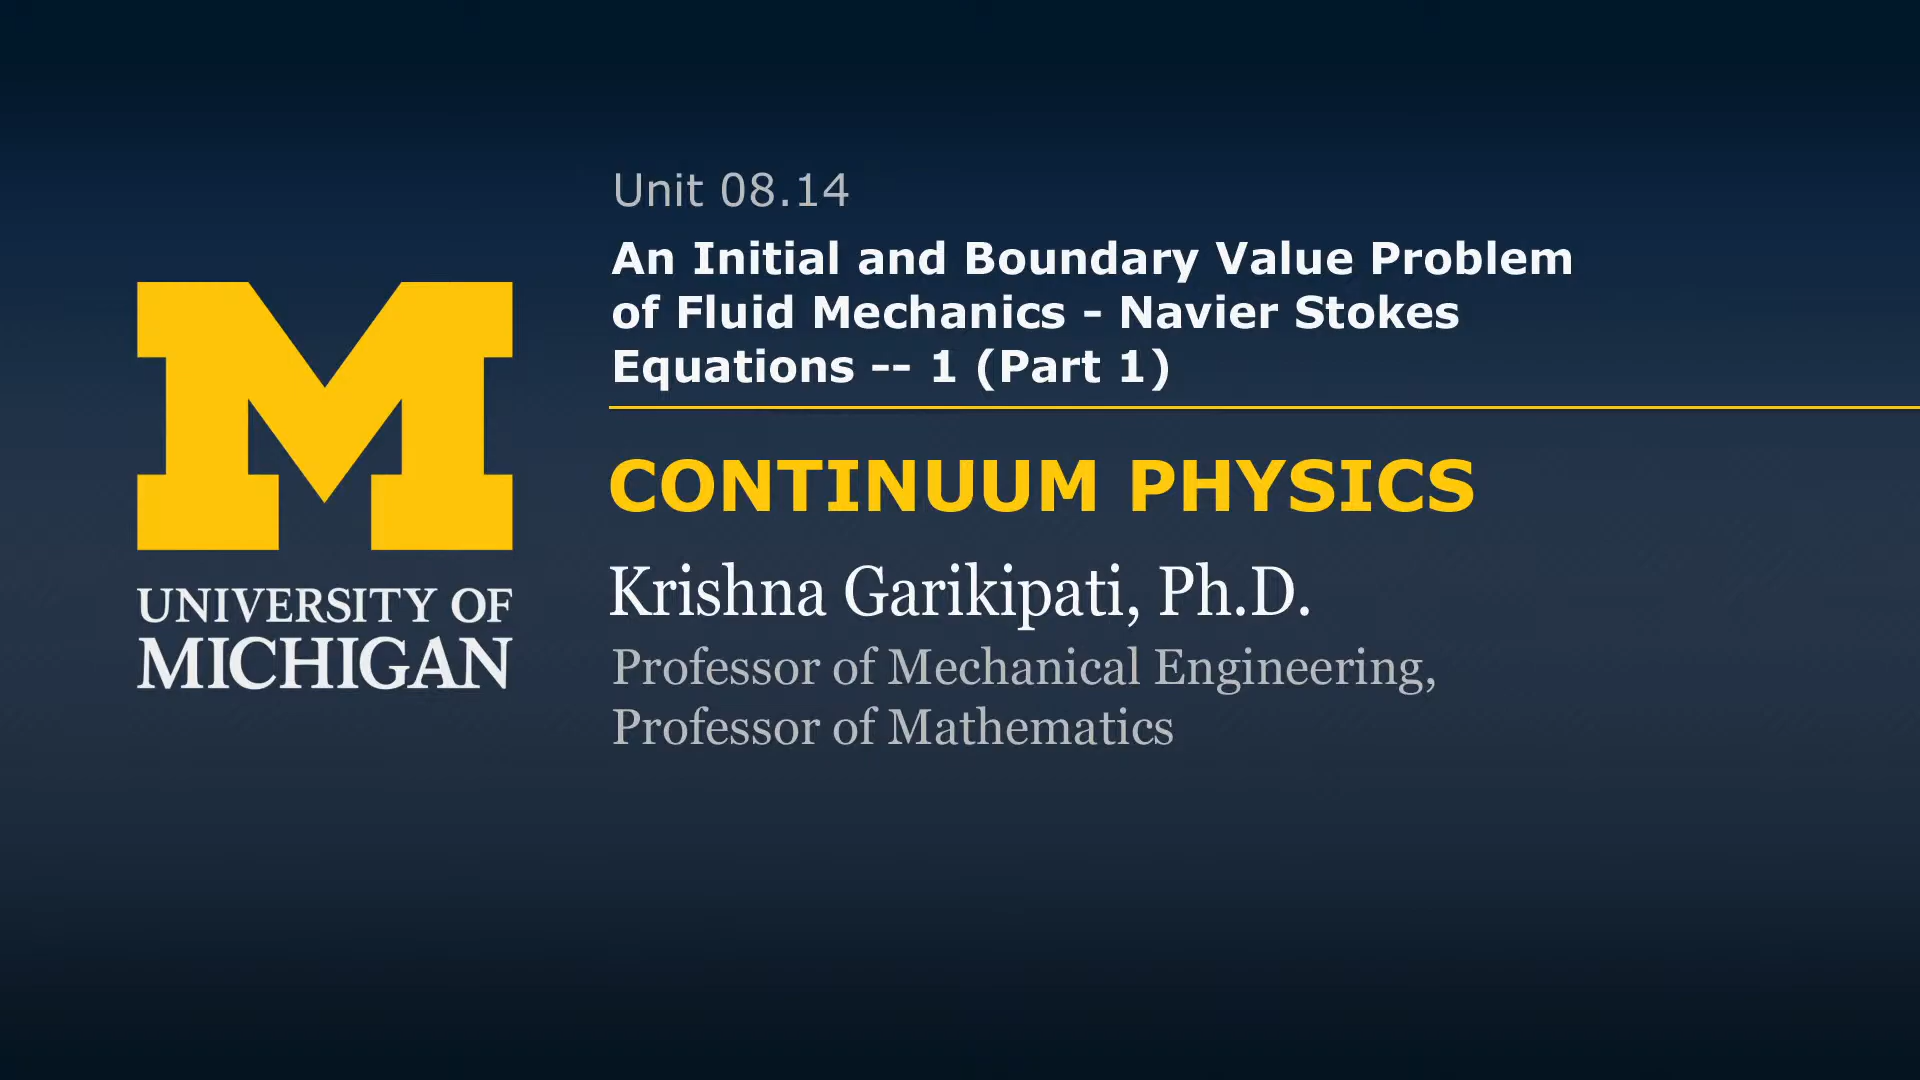 Unit 08.14
An Initial and Boundary Value Problem
of Fluid Mechanics - Navier Stokes
Equations -- 1 (Part 1)
CONTINUUM PHYSICS
Krishna Garikipati, Ph.D.
Professor of Mechanical Engineering,
Professor of Mathematics
M
UNIVERSITY OF
MICHIGAN